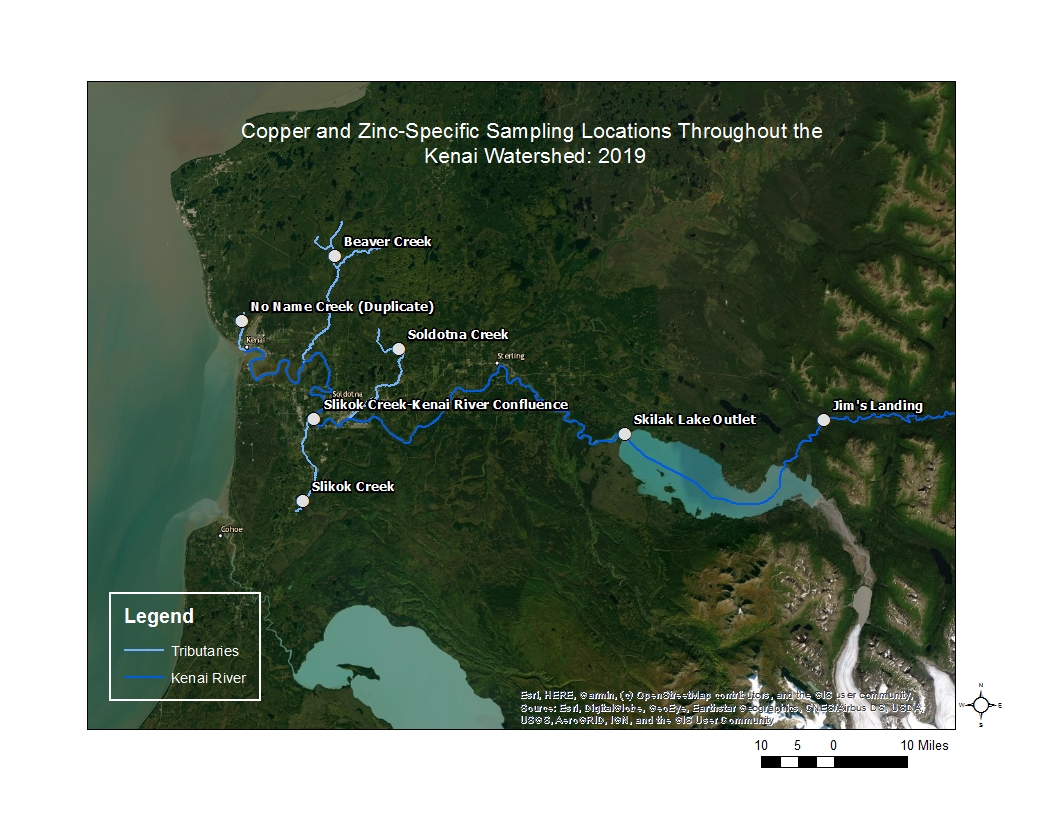 Copper and Zinc-Specific Sampling Locations Throughout the
Kenai Watershed: 2019
Beaver Creek
No Name Creek (Duplicate)
Kenai
Soldotna Creek
Sterling
Soldotna
Slikok Creek-Kenai River Confluence
Jim's Landing
Skilak Lake Outlet
Slikok Creek
Cohoe
Legend
Tributaries
Kenai River
Esri, HERE, Garmin, (c) OpenStreetMap contributors, and the GIS user community,
Source: Esri, DigitalGlobe, GeoEye, Earthstar Geographics, CNES/Airbus DS, USDA,
USGS, AeroGRID, IGN, and the GIS User Community
N
W E
S
10 5 0 10 Miles